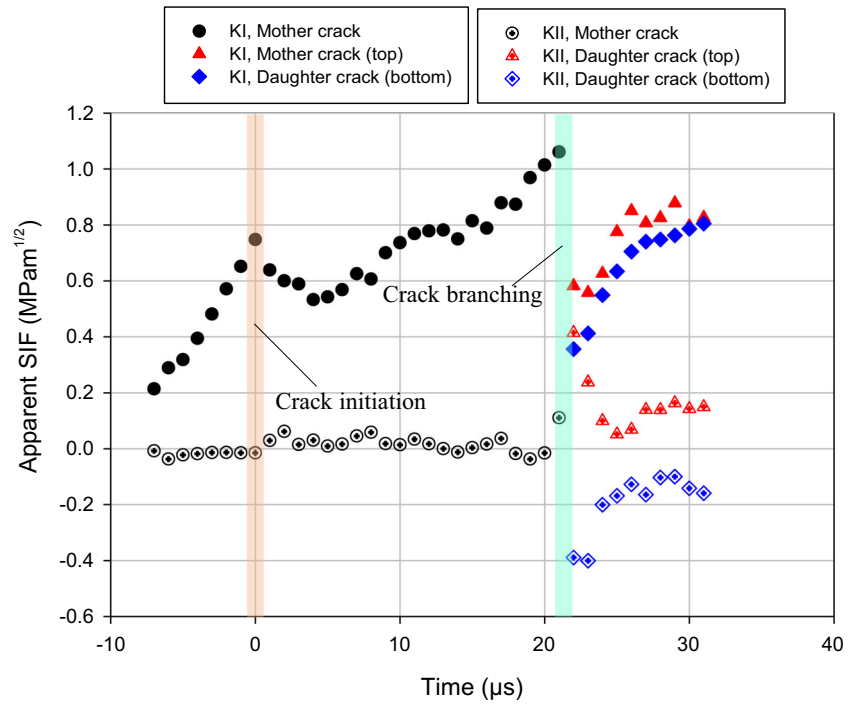 KI, Mother crack
KI, Mother crack (top)
KI, Daughter crack (bottom)
KII, Mother crack
KII, Daughter crack (top)
KII, Daughter crack (bottom)
1.2
1.0
0.8
0.6
0.4
0.2
0.0
-0.2
-0.4
-0.6
Apparent SIF (MPam1/2)
Crack branching
Crack initiation
-10
0
10
20
30
40
Time (µs)